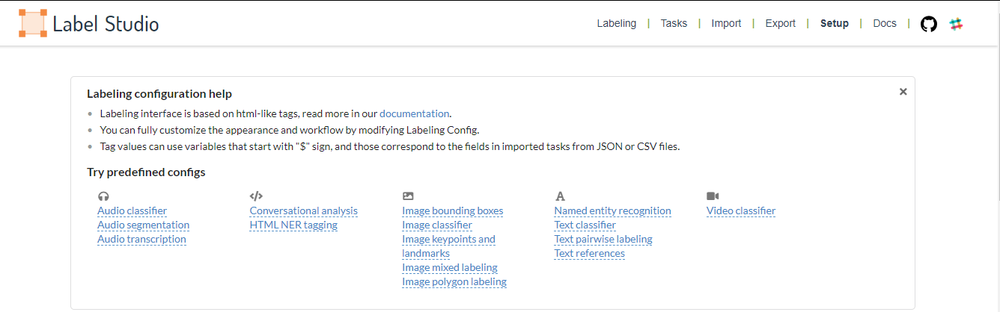 Label Studio
Labeling | Tasks | Import | Export | Setup | Docs |
Labeling configuration help
Labeling interface is based on html-like tags, read more in our documentation.
You can fully customize the appearance and workflow by modifying Labeling Config.
Tag values can use variables that start with "$" sign, and those correspond to the fields in imported tasks from JSON or CSV files.
Try predefined configs
Audio classifier
Audio segmentation
Audio transcription
Conversational analysis
HTML NER tagging
Image bounding boxes
Image classifier
Image keypoints and
landmarks
Image mixed labeling
Image polygon labeling
Named entity recognition
Text classifier
Text pairwise labeling
Text references
Video classifier